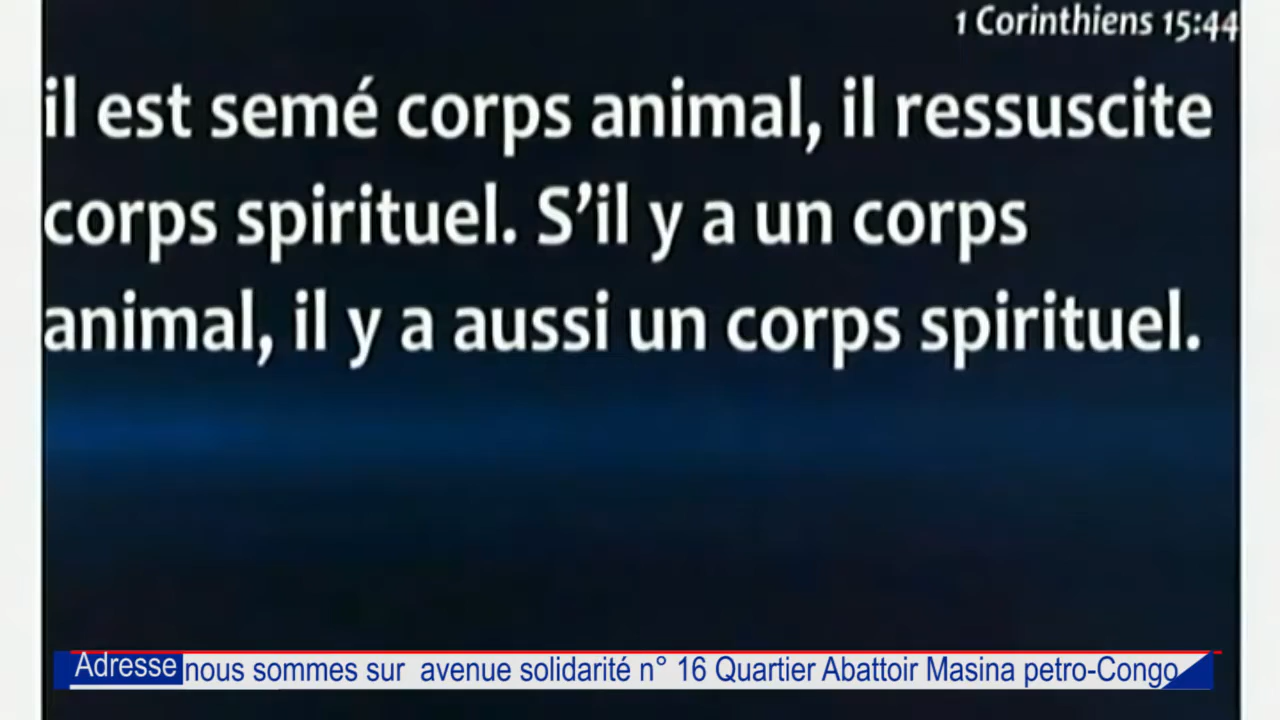 1 Corinthiens 15:44
il est semé corps animal, il ressuscite
corps spirituel. S’il y a un corps
animal, il y a aussi un corps spirituel.
Adresse nous sommes sur avenue solidarité n° 16 Quartier Abattoir Masina petro-Congo